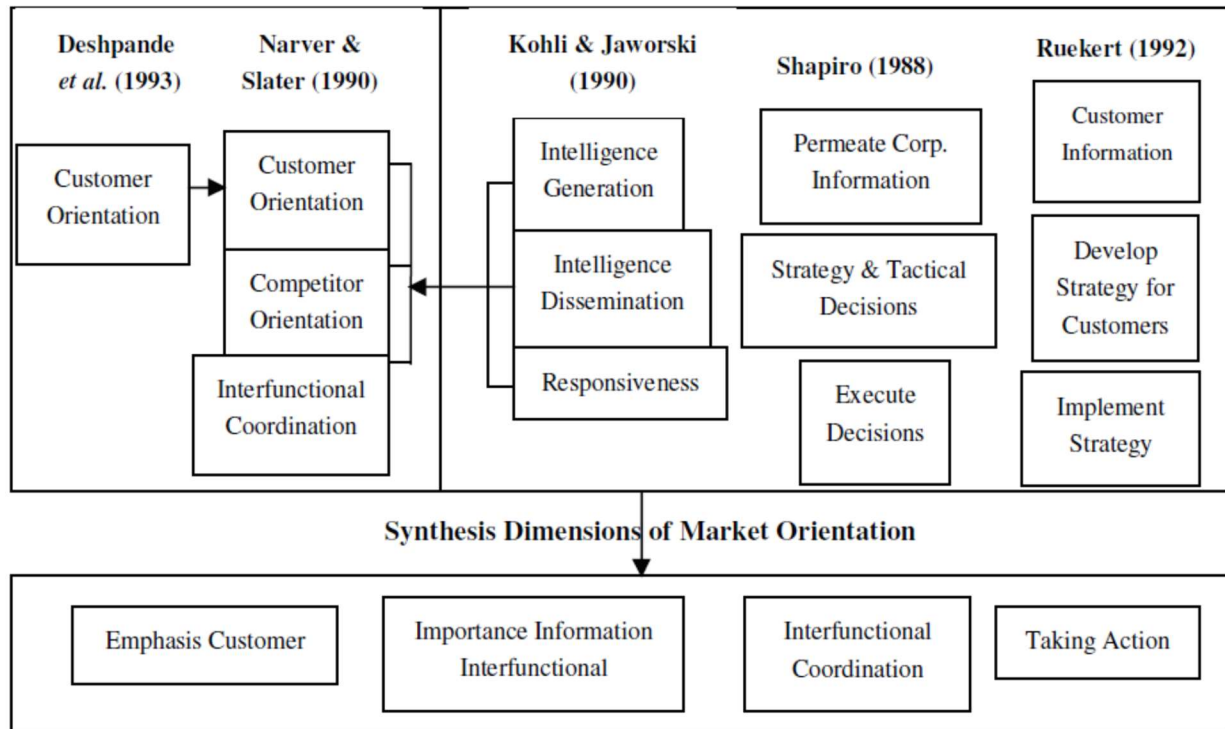 Deshpande
et al. (1993)
Customer
Orientation
Narver &
Slater (1990)
Customer
Orientation
Competitor
Orientation
Interfunctional
Coordination
Kohli & Jaworski
(1990)
Intelligence
Generation
Intelligence
Dissemination
Responsiveness
Shapiro (1988)
Permeate Corp.
Information
Strategy & Tactical
Decisions
Execute
Decisions
Ruekert (1992)
Customer
Information
Develop
Strategy for
Customers
Implement
Strategy
Synthesis Dimensions of Market Orientation
Emphasis Customer
Importance Information
Interfunctional
Interfunctional
Coordination
Taking Action